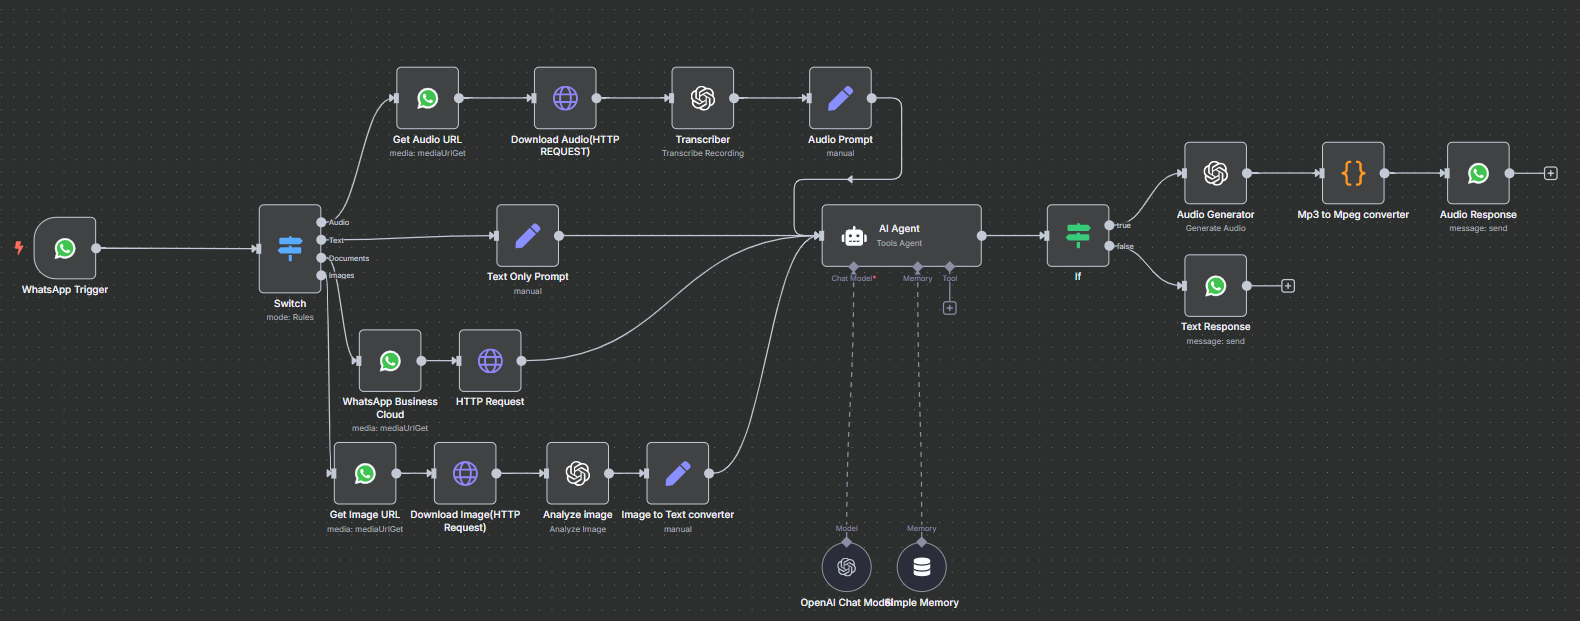 WhatsApp Trigger
Switch
mode: Rules
Audio
Text
Documents
Images
Get Audio URL
media: mediaUrlGet
Download Audio(HTTP
REQUEST)
Transcriber
Transcribe Recording
Audio Prompt
manual
Text Only Prompt
manual
WhatsApp Business
Cloud
media: mediaUrlGet
HTTP Request
Get Image URL
media: mediaUrlGet
Download Image(HTTP
Request)
Analyze image
Analyze Image
Image to Text converter
manual
AI Agent
Tools Agent
Chat Model*
Memory
Tool
Model
OpenAI Chat Model
Memory
Simple Memory
If
true
false
Audio Generator
Generate Audio
Mp3 to Mpeg converter
Audio Response
message: send
Text Response
message: send